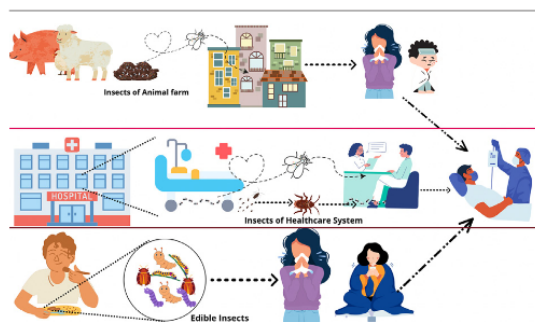 Insects of Animal farm
HOSPITAL
Insects of Healthcare System
Edible Insects